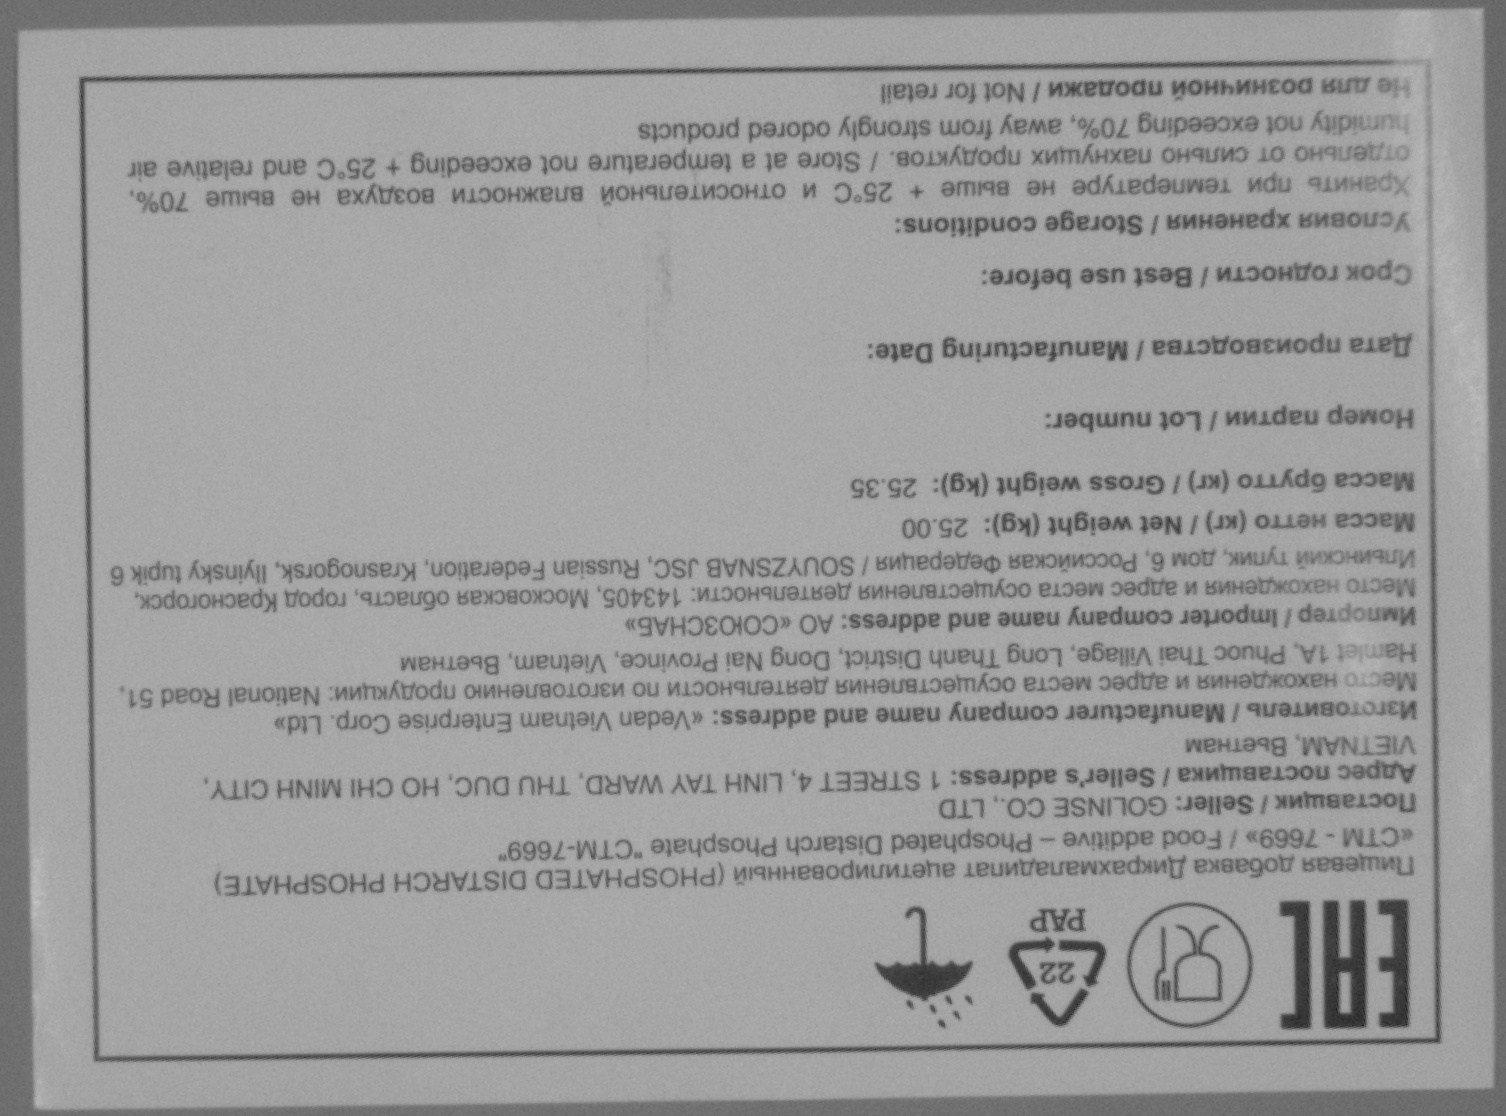 EAC
22
PAP
Пищевая добавка Дикрахмаладипат ацетилированный (PHOSPHATED DISTARCH PHOSPHATE)
«СТМ - 7669» / Food additive – Phosphated Distarch Phosphate "CTM-7669"
Поставщик / Seller: GOLINSE CO., LTD
Адрес поставщика / Seller's address: 1 STREET 4, LINH TAY WARD, THU DUC, HO CHI MINH CITY,
VIETNAM, Вьетнам
Изготовитель / Manufacturer company name and address: «Vedan Vietnam Enterprise Corp. Ltd»
Место нахождения и адрес места осуществления деятельности по изготовлению продукции: National Road 51,
Hamlet 1A, Phuoc Thai Village, Long Thanh District, Dong Nai Province, Vietnam, Вьетнам
Импортер / Importer company name and address: АО «СОЮЗСНАБ»
Место нахождения и адрес места осуществления деятельности: 143405, Московская область, город Красногорск,
Ильинский тупик, дом 6, Российская Федерация / SOUYZSNAB JSC, Russian Federation, Krasnogorsk, Ilyinsky tupik 6
Масса нетто (кг) / Net weight (kg): 25.00
Масса брутто (кг) / Gross weight (kg): 25.35
Номер партии / Lot number:
Дата производства / Manufacturing Date:
Срок годности / Best use before:
Условия хранения / Storage conditions:
Хранить при температуре не выше + 25°C и относительной влажности воздуха не выше 70%,
отдельно от сильно пахнущих продуктов. / Store at a temperature not exceeding + 25°C and relative air
humidity not exceeding 70%, away from strongly odored products
Не для розничной продажи / Not for retail